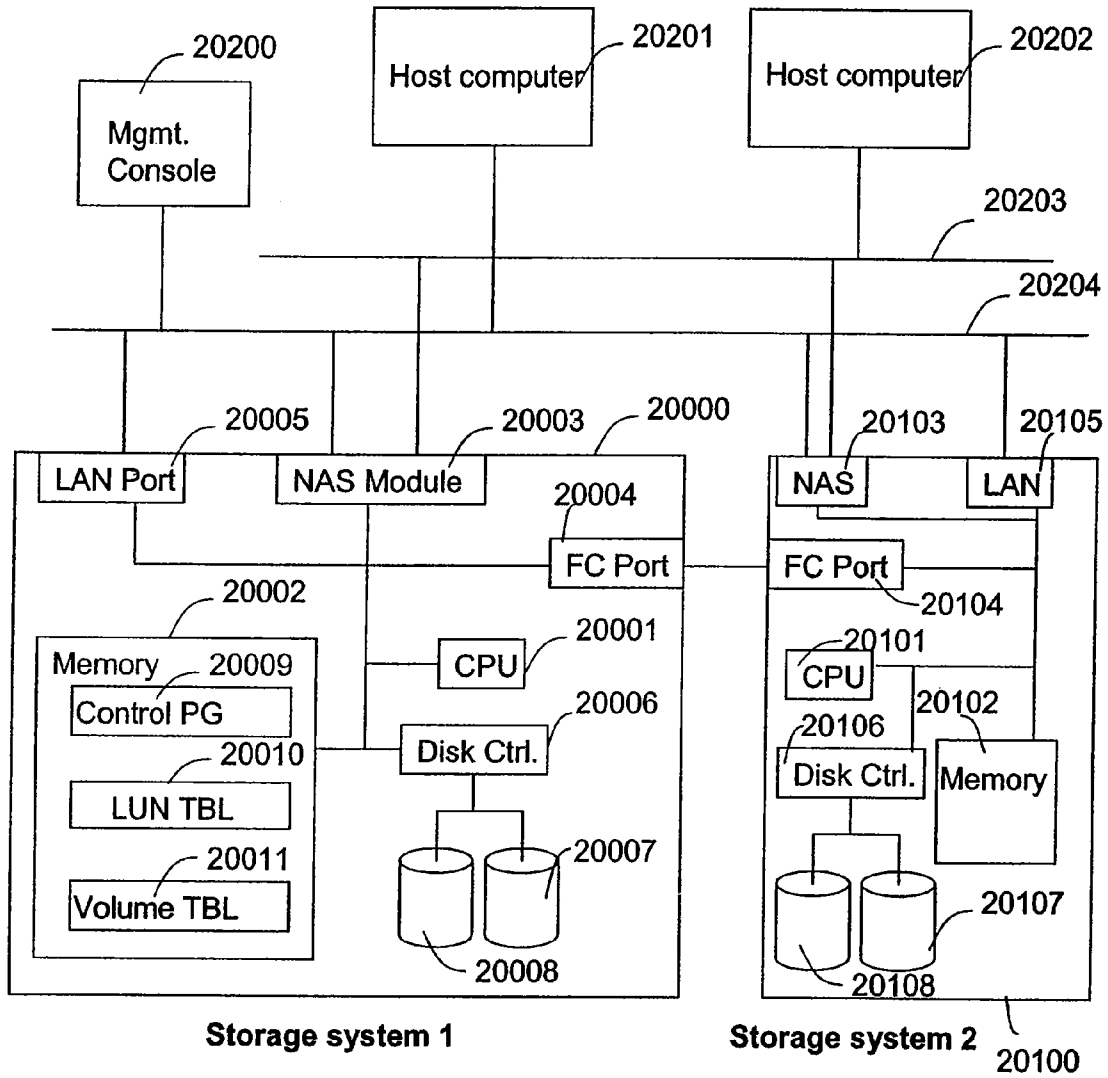 20200
20201
20202
Host computer
Host computer
Mgmt.
Console
20203
20204
20005
20003
20000
20103
20105
LAN Port
NAS Module
NAS
LAN
20004
FC Port
FC Port
20104
20002
20001
20101
Memory
20009
CPU
CPU
Control PG
20006
20102
20106
20010
Disk Ctrl.
Disk Ctrl.
Memory
LUN TBL
20011
20007
Volume TBL
20107
20008
20108
Storage system 1
Storage system 2
20100